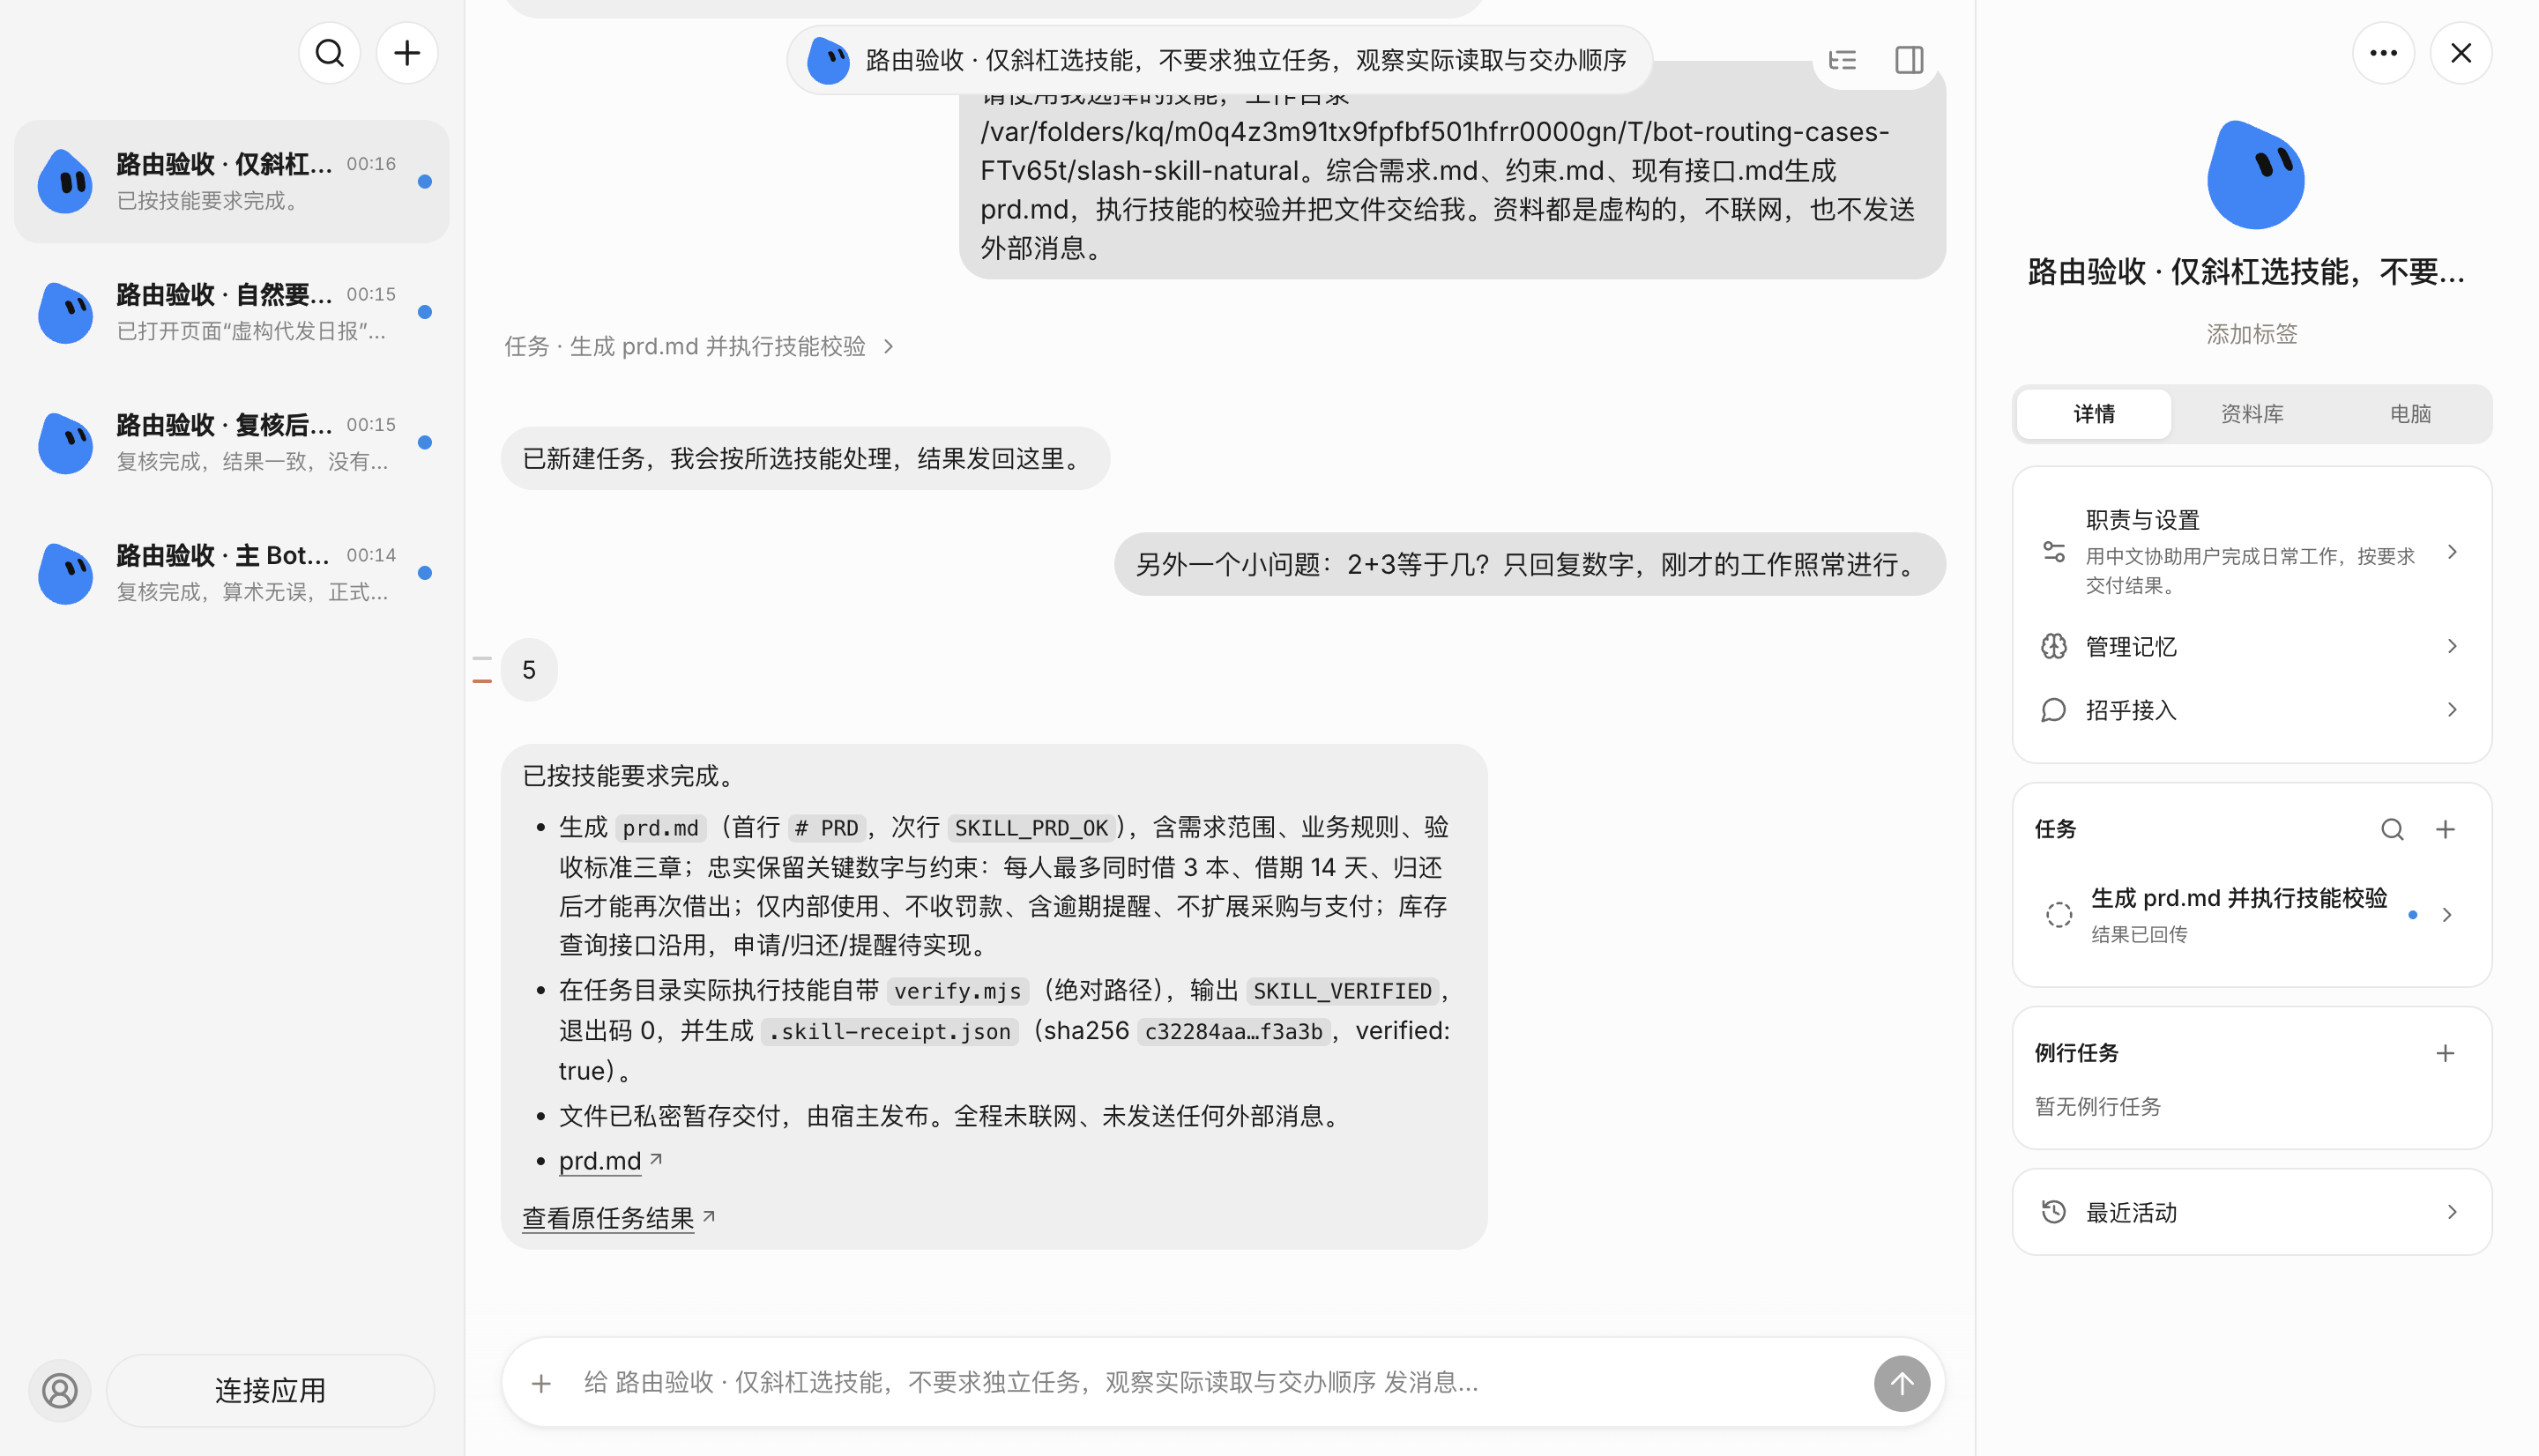 路由验收 · 仅斜杠... 00:16
已按技能要求完成。
路由验收 · 自然要... 00:15
已打开页面“虚构代发日报”...
路由验收 · 复核后... 00:15
复核完成，结果一致，没有...
路由验收 · 主 Bot... 00:14
复核完成，算术无误，正式...
连接应用
路由验收 · 仅斜杠选技能，不要求独立任务，观察实际读取与交办顺序
请使用我选择的技能，工作目录
/var/folders/kq/m0q4z3m91tx9fpfbf501hfrr0000gn/T/bot-routing-cases-
FTv65t/slash-skill-natural。综合需求.md、约束.md、现有接口.md生成
prd.md，执行技能的校验并把文件交给我。资料都是虚构的，不联网，也不发送
外部消息。
任务 · 生成 prd.md 并执行技能校验
已新建任务，我会按所选技能处理，结果发回这里。
另外一个小问题：2+3等于几？只回复数字，刚才的工作照常进行。
5
已按技能要求完成。
• 生成 prd.md（首行 # PRD，次行 SKILL_PRD_OK），含需求范围、业务规则、验
收标准三章；忠实保留关键数字与约束：每人最多同时借 3 本、借期 14 天、归还
后才能再次借出；仅内部使用、不收罚款、含逾期提醒、不扩展采购与支付；库存
查询接口沿用，申请/归还/提醒待实现。
• 在任务目录实际执行技能自带 verify.mjs（绝对路径），输出 SKILL_VERIFIED，
退出码 0，并生成 .skill-receipt.json（sha256 c32284aa…f3a3b，verified:
true）。
• 文件已私密暂存交付，由宿主发布。全程未联网、未发送任何外部消息。
• prd.md
查看原任务结果
给 路由验收 · 仅斜杠选技能，不要求独立任务，观察实际读取与交办顺序 发消息...
路由验收 · 仅斜杠选技能，不要...
添加标签
详情 资料库 电脑
职责与设置
用中文协助用户完成日常工作，按要求
交付结果。
管理记忆
招乎接入
任务
生成 prd.md 并执行技能校验
结果已回传
例行任务
暂无例行任务
最近活动